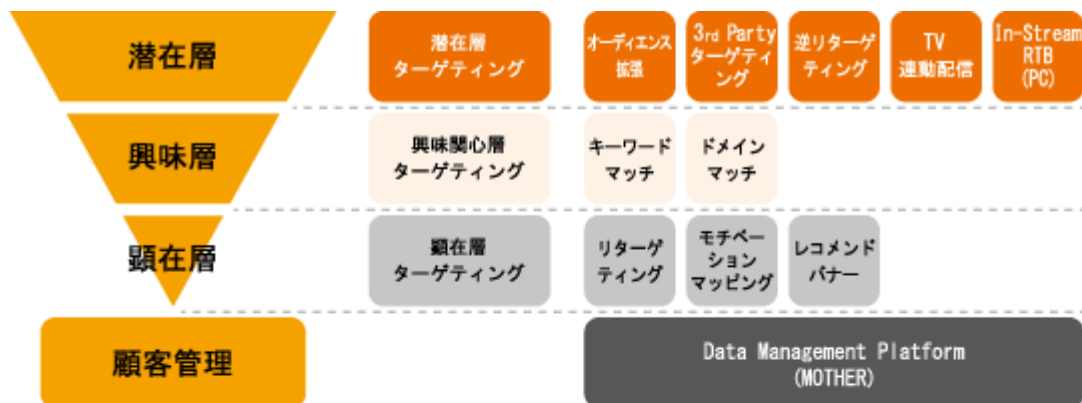 潜在層
潜在層
ターゲティング
オーディエンス
拡張
3rd Party
ターゲティ
ング
逆リターゲ
ティング
TV
連動配信
In-Stream
RTB
(PC)
興味層
興味関心層
ターゲティング
キーワード
マッチ
ドメイン
マッチ
顕在層
顕在層
ターゲティング
リターゲ
ティング
モチベー
ション
マッピング
レコメンド
バナー
顧客管理
Data Management Platform
(MOTHER)